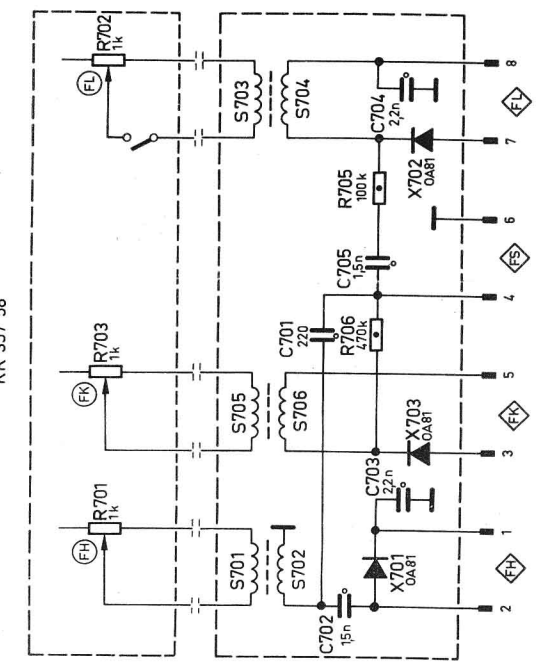 R701
1k
FH
R703
1k
FK
R702
1k
FL
S701
S702
S705
S706
S703
S704
C702
1,5n
X701
OA81
C703
2,2n
X703
OA81
C701
220
R706
470k
C705
1,5n
R705
100k
X702
OA81
C704
2,2n
2
1
3
5
4
6
7
8
FH
FK
FS
FL